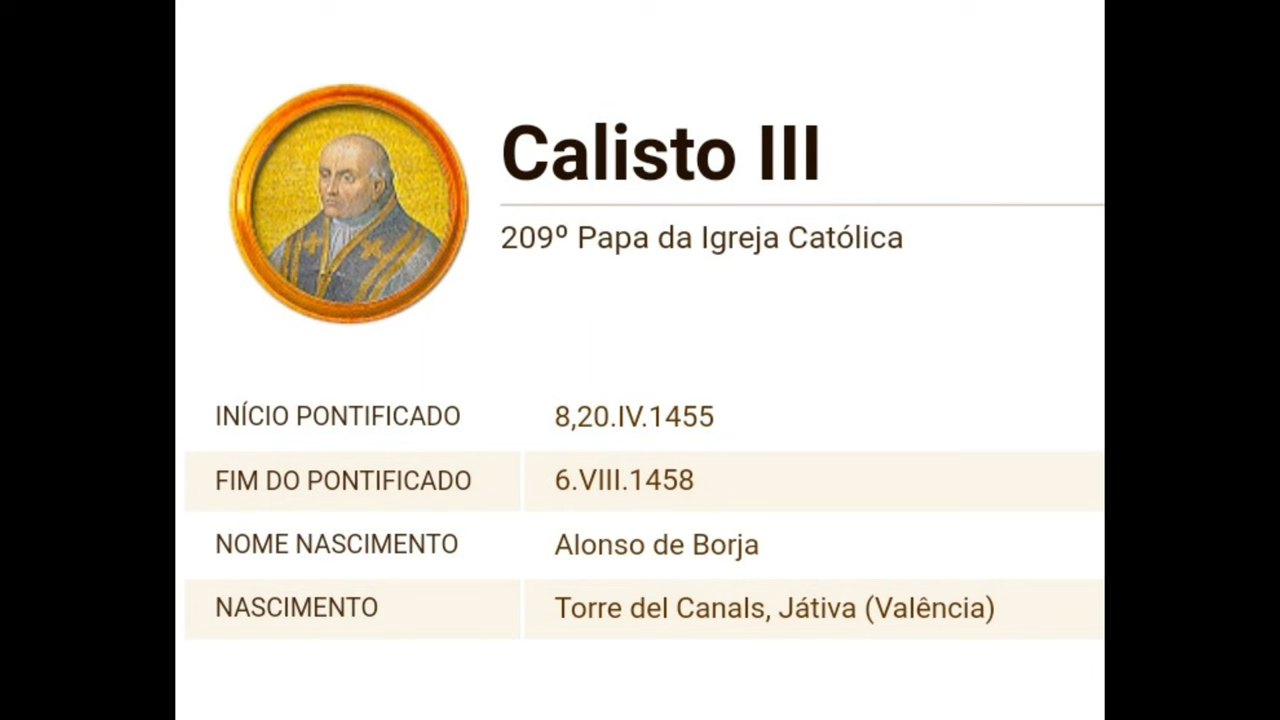 Calisto III
209º Papa da Igreja Católica
INÍCIO PONTIFICADO 8,20.IV.1455
FIM DO PONTIFICADO 6.VIII.1458
NOME NASCIMENTO Alonso de Borja
NASCIMENTO Torre del Canals, Játiva (Valência)